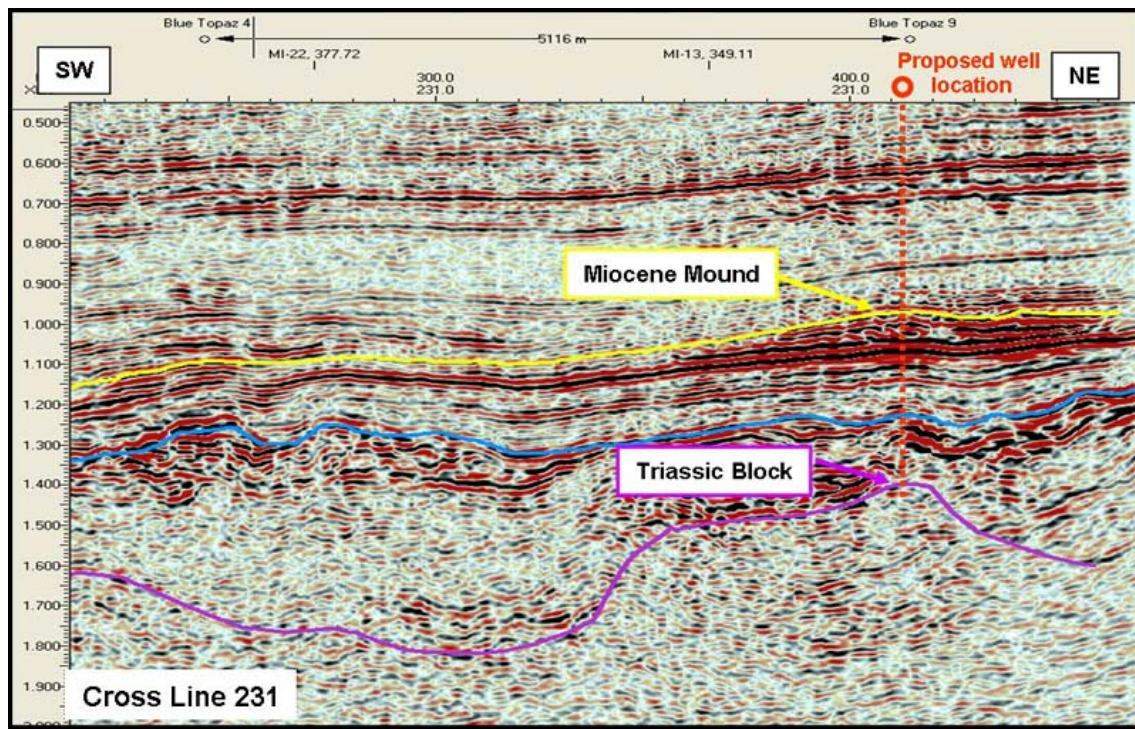 Blue Topaz 4 Blue Topaz 9
5116 m
MI-22, 377.72 MI-13, 349.11
SW
Proposed well
location
NE
X
300.0 400.0
231.0 231.0
0.500
0.600
0.700
0.800
0.900
Miocene Mound
1.000
1.100
1.200
1.300
Triassic Block
1.400
1.500
1.600
1.700
1.800
1.900
Cross Line 231